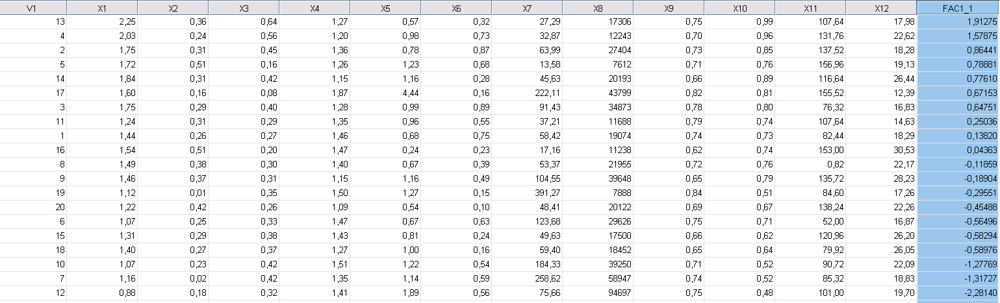 V1 X1 X2 X3 X4 X5 X6 X7 X8 X9 X10 X11 X12 FAC1_1
13 2,25 0,36 0,64 1,27 0,57 0,32 27,29 17306 0,75 0,99 107,64 17,98 1,91275
4 2,03 0,24 0,56 1,20 0,98 0,73 32,87 12243 0,70 0,96 131,76 22,62 1,57875
2 1,75 0,31 0,45 1,36 0,78 0,87 63,99 27404 0,73 0,85 137,52 18,28 0,86441
5 1,72 0,51 0,16 1,26 1,23 0,68 13,58 7612 0,71 0,76 156,96 19,13 0,78881
14 1,84 0,31 0,42 1,15 1,16 0,28 45,63 20193 0,66 0,89 116,64 26,44 0,77610
17 1,60 0,16 0,08 1,87 4,44 0,16 222,11 43799 0,82 0,81 155,52 12,39 0,67153
3 1,75 0,29 0,40 1,28 0,99 0,89 91,43 34873 0,78 0,80 76,32 16,83 0,64751
11 1,24 0,31 0,29 1,35 0,96 0,55 37,21 11688 0,79 0,74 107,64 14,63 0,25036
1 1,44 0,26 0,27 1,46 0,68 0,75 58,42 19074 0,74 0,73 82,44 18,29 0,13820
16 1,54 0,51 0,20 1,47 0,24 0,23 17,16 11238 0,62 0,74 153,00 30,53 0,04363
8 1,49 0,38 0,30 1,40 0,67 0,39 53,37 21955 0,72 0,76 0,82 22,17 -0,11859
9 1,46 0,37 0,31 1,15 1,16 0,49 104,55 39648 0,65 0,79 135,72 28,23 -0,18904
19 1,12 0,01 0,35 1,50 1,27 0,15 391,27 7888 0,84 0,51 84,60 17,26 -0,29551
20 1,22 0,42 0,26 1,09 0,54 0,10 48,41 20122 0,69 0,67 138,24 22,26 -0,45488
6 1,07 0,25 0,33 1,47 0,67 0,63 123,68 29626 0,75 0,71 52,00 16,87 -0,56496
15 1,31 0,29 0,38 1,43 0,81 0,24 49,63 17500 0,66 0,62 120,96 26,20 -0,58294
18 1,40 0,27 0,37 1,27 1,00 0,16 59,40 18452 0,65 0,64 79,92 26,05 -0,58976
10 1,07 0,23 0,42 1,51 1,22 0,54 184,33 39250 0,71 0,52 90,72 22,09 -1,27769
7 1,16 0,02 0,42 1,35 1,14 0,59 258,62 58947 0,74 0,52 85,32 18,83 -1,31727
12 0,88 0,18 0,32 1,41 1,89 0,56 75,66 94697 0,75 0,48 101,00 19,70 -2,28140